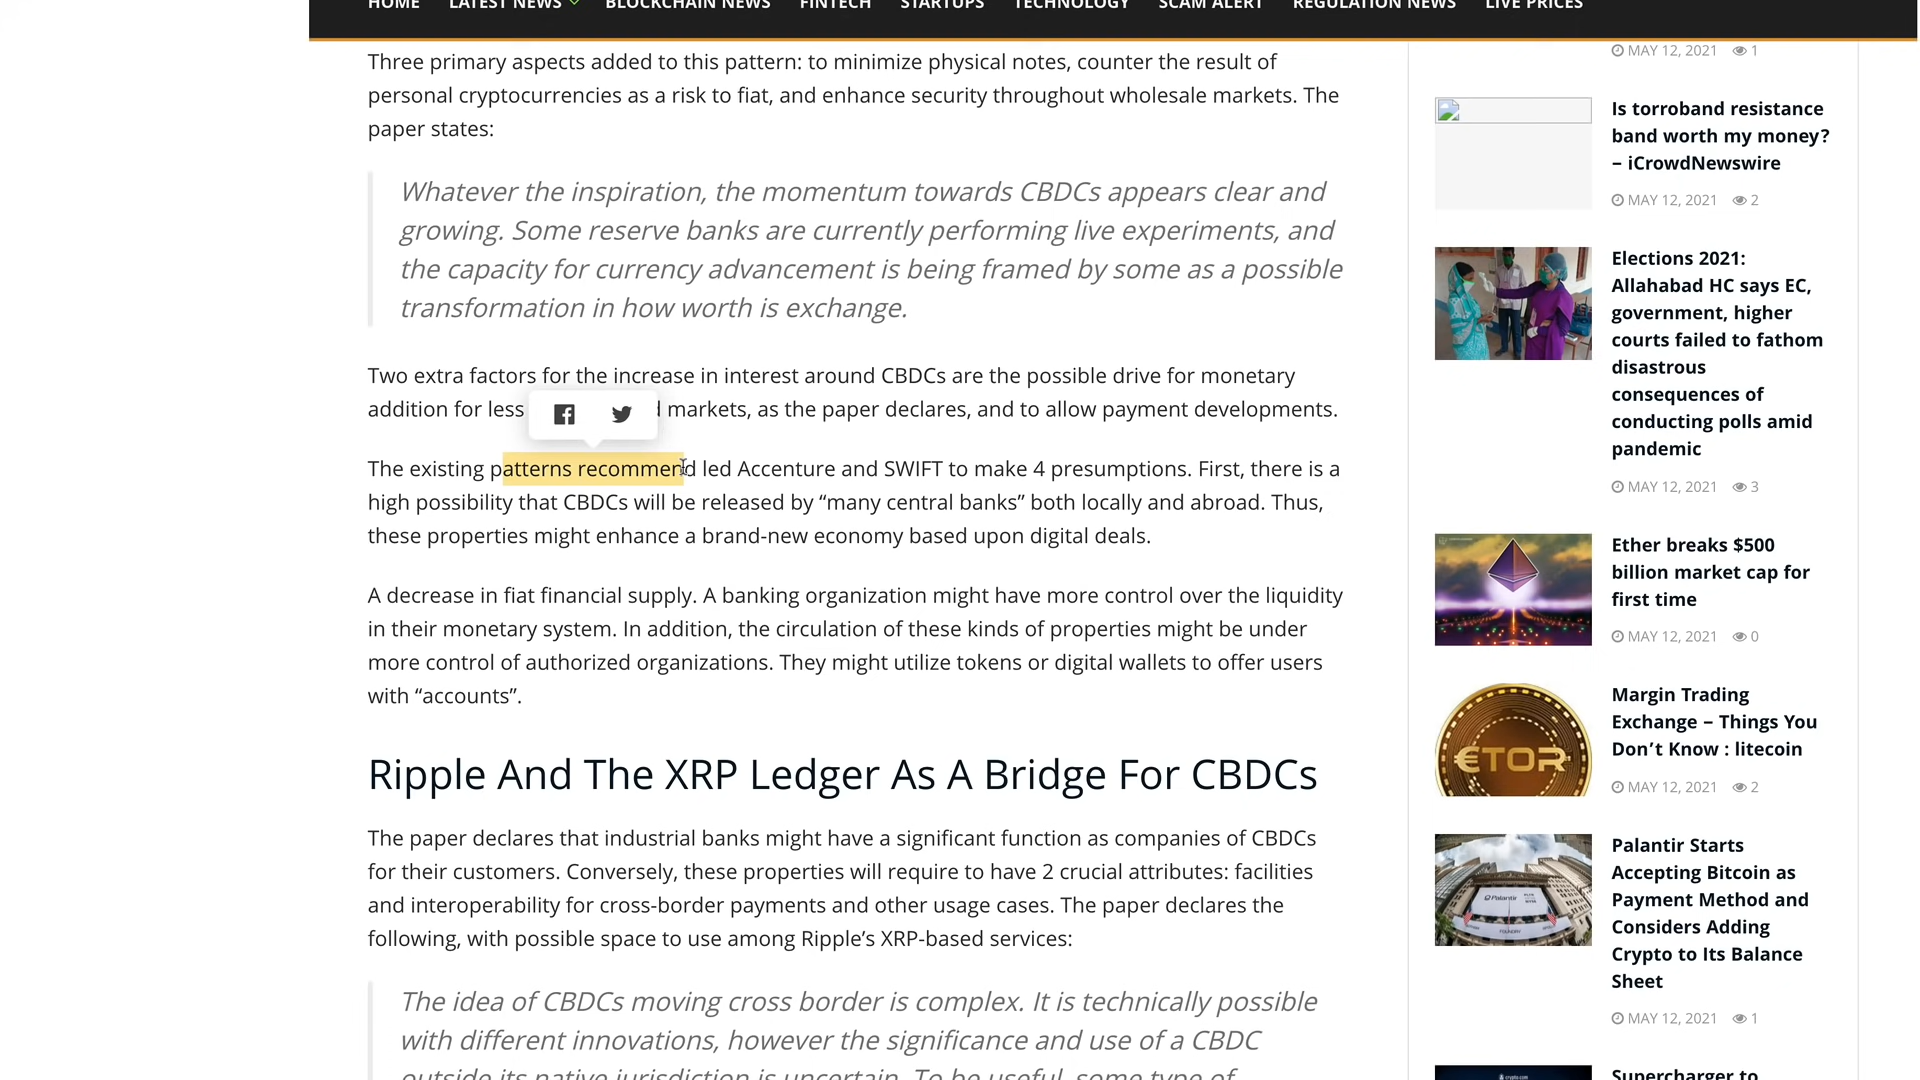 HOME LATEST NEWS BLOCKCHAIN NEWS FINTECH STARTUPS TECHNOLOGY SCAM ALERT REGULATION NEWS LIVE PRICES
Three primary aspects added to this pattern: to minimize physical notes, counter the result of
personal cryptocurrencies as a risk to fiat, and enhance security throughout wholesale markets. The
paper states:
Whatever the inspiration, the momentum towards CBDCs appears clear and
growing. Some reserve banks are currently performing live experiments, and
the capacity for currency advancement is being framed by some as a possible
transformation in how worth is exchange.
Two extra factors for the increase in interest around CBDCs are the possible drive for monetary
addition for less markets, as the paper declares, and to allow payment developments.
The existing patterns recommend led Accenture and SWIFT to make 4 presumptions. First, there is a
high possibility that CBDCs will be released by “many central banks” both locally and abroad. Thus,
these properties might enhance a brand-new economy based upon digital deals.
A decrease in fiat financial supply. A banking organization might have more control over the liquidity
in their monetary system. In addition, the circulation of these kinds of properties might be under
more control of authorized organizations. They might utilize tokens or digital wallets to offer users
with “accounts”.
Ripple And The XRP Ledger As A Bridge For CBDCs
The paper declares that industrial banks might have a significant function as companies of CBDCs
for their customers. Conversely, these properties will require to have 2 crucial attributes: facilities
and interoperability for cross-border payments and other usage cases. The paper declares the
following, with possible space to use among Ripple’s XRP-based services:
The idea of CBDCs moving cross border is complex. It is technically possible
with different innovations, however the significance and use of a CBDC
outside its native jurisdiction is uncertain. To be useful, some type of
MAY 12, 2021 1
Is torroband resistance
band worth my money?
– iCrowdNewswire
MAY 12, 2021 2
Elections 2021:
Allahabad HC says EC,
government, higher
courts failed to fathom
disastrous
consequences of
conducting polls amid
pandemic
MAY 12, 2021 3
Ether breaks $500
billion market cap for
first time
MAY 12, 2021 0
€TOR
Margin Trading
Exchange – Things You
Don’t Know : litecoin
MAY 12, 2021 2
Palantir
Palantir Starts
Accepting Bitcoin as
Payment Method and
Considers Adding
Crypto to Its Balance
Sheet
MAY 12, 2021 1
Supercharger to